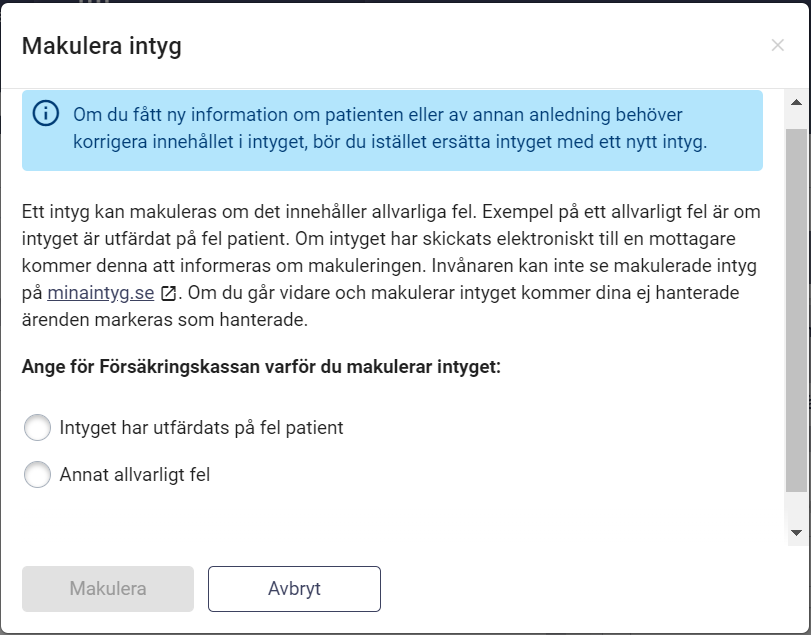 Makulera intyg
Om du fått ny information om patienten eller av annan anledning behöver
korrigera innehållet i intyget, bör du istället ersätta intyget med ett nytt intyg.
Ett intyg kan makuleras om det innehåller allvarliga fel. Exempel på ett allvarligt fel är om
intyget är utfärdat på fel patient. Om intyget har skickats elektroniskt till en mottagare
kommer denna att informeras om makuleringen. Invånaren kan inte se makulerade intyg
på minaintyg.se. Om du går vidare och makulerar intyget kommer dina ej hanterade
ärenden markeras som hanterade.
Ange för Försäkringskassan varför du makulerar intyget:
Intyget har utfärdats på fel patient
Annat allvarligt fel
Makulera
Avbryt